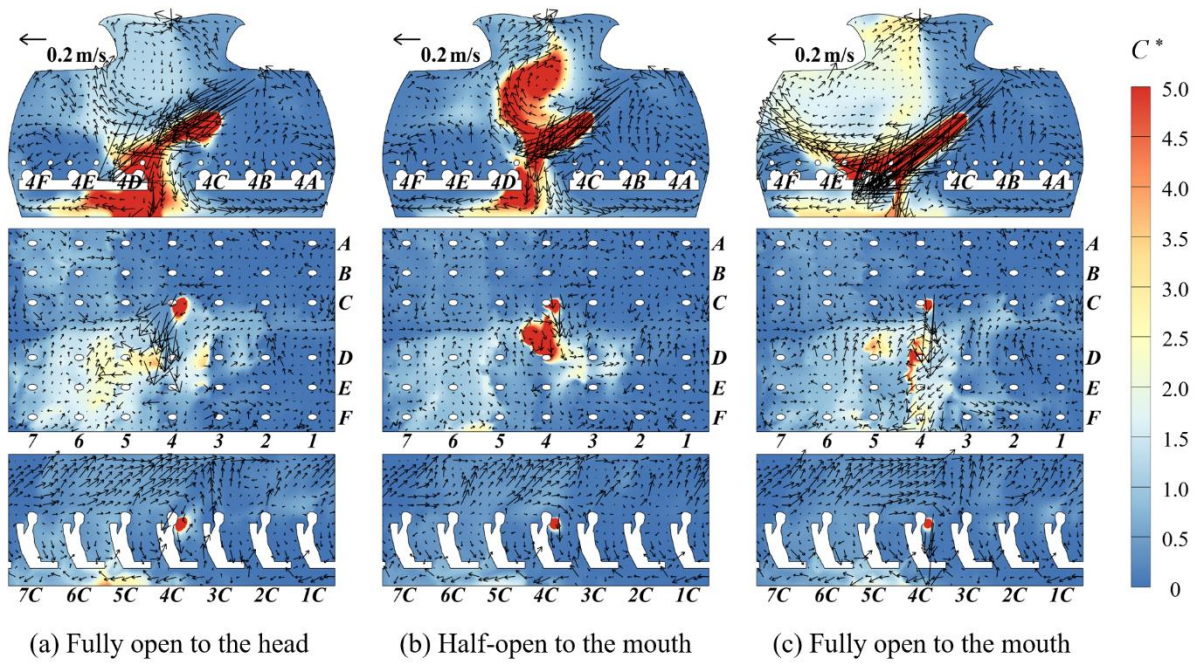 0.2 m/s 0.2 m/s 0.2 m/s C*
4F 4E 4D 4C 4B 4A 4F 4E 4D 4C 4B 4A 4F 4E 4C 4B 4A
5.0
4.5
4.0
3.5
3.0
2.5
2.0
1.5
1.0
0.5
0
A A A
B B B
C C C
D D D
E E E
F F F
7 6 5 4 3 2 1 7 6 5 4 3 2 1 7 6 5 4 3 2 1
7C 6C 5C 4C 3C 2C 1C 7C 6C 5C 4C 3C 2C 1C 7C 6C 5C 4C 3C 2C 1C
(a) Fully open to the head (b) Half-open to the mouth (c) Fully open to the mouth